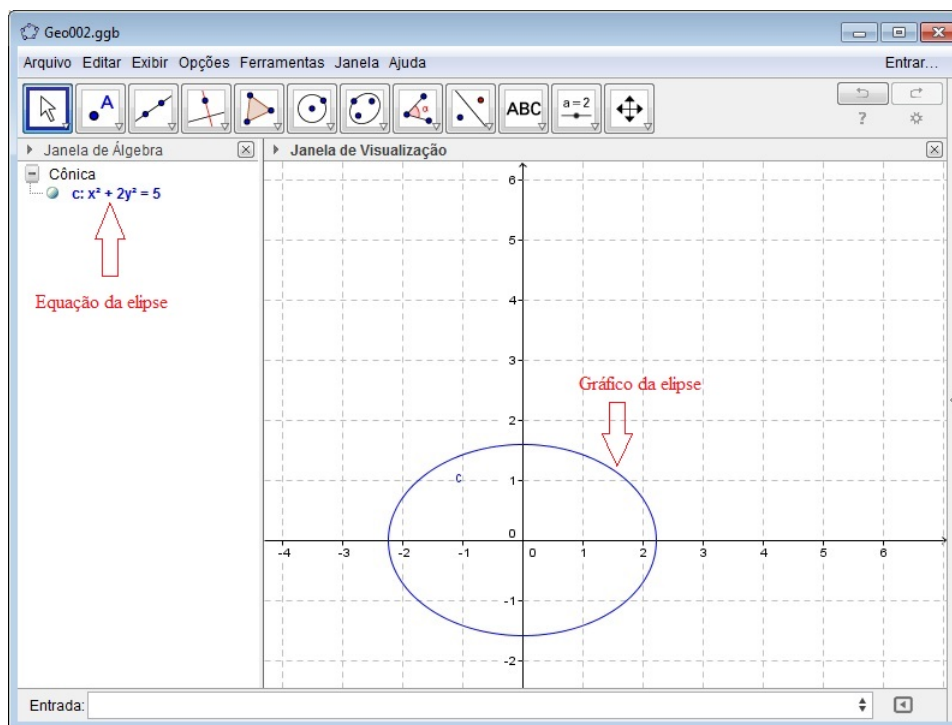 Geo002.ggb
Arquivo Editar Exibir Opções Ferramentas Janela Ajuda Entrar...
A α ABC a = 2 ?
Janela de Álgebra
Janela de Visualização
Cônica
c: x² + 2y² = 5
Equação da elipse
Gráfico da elipse
c
6
5
4
3
2
1
0
-4 -3 -2 -1 0 1 2 3 4 5 6
-1
-2
Entrada: